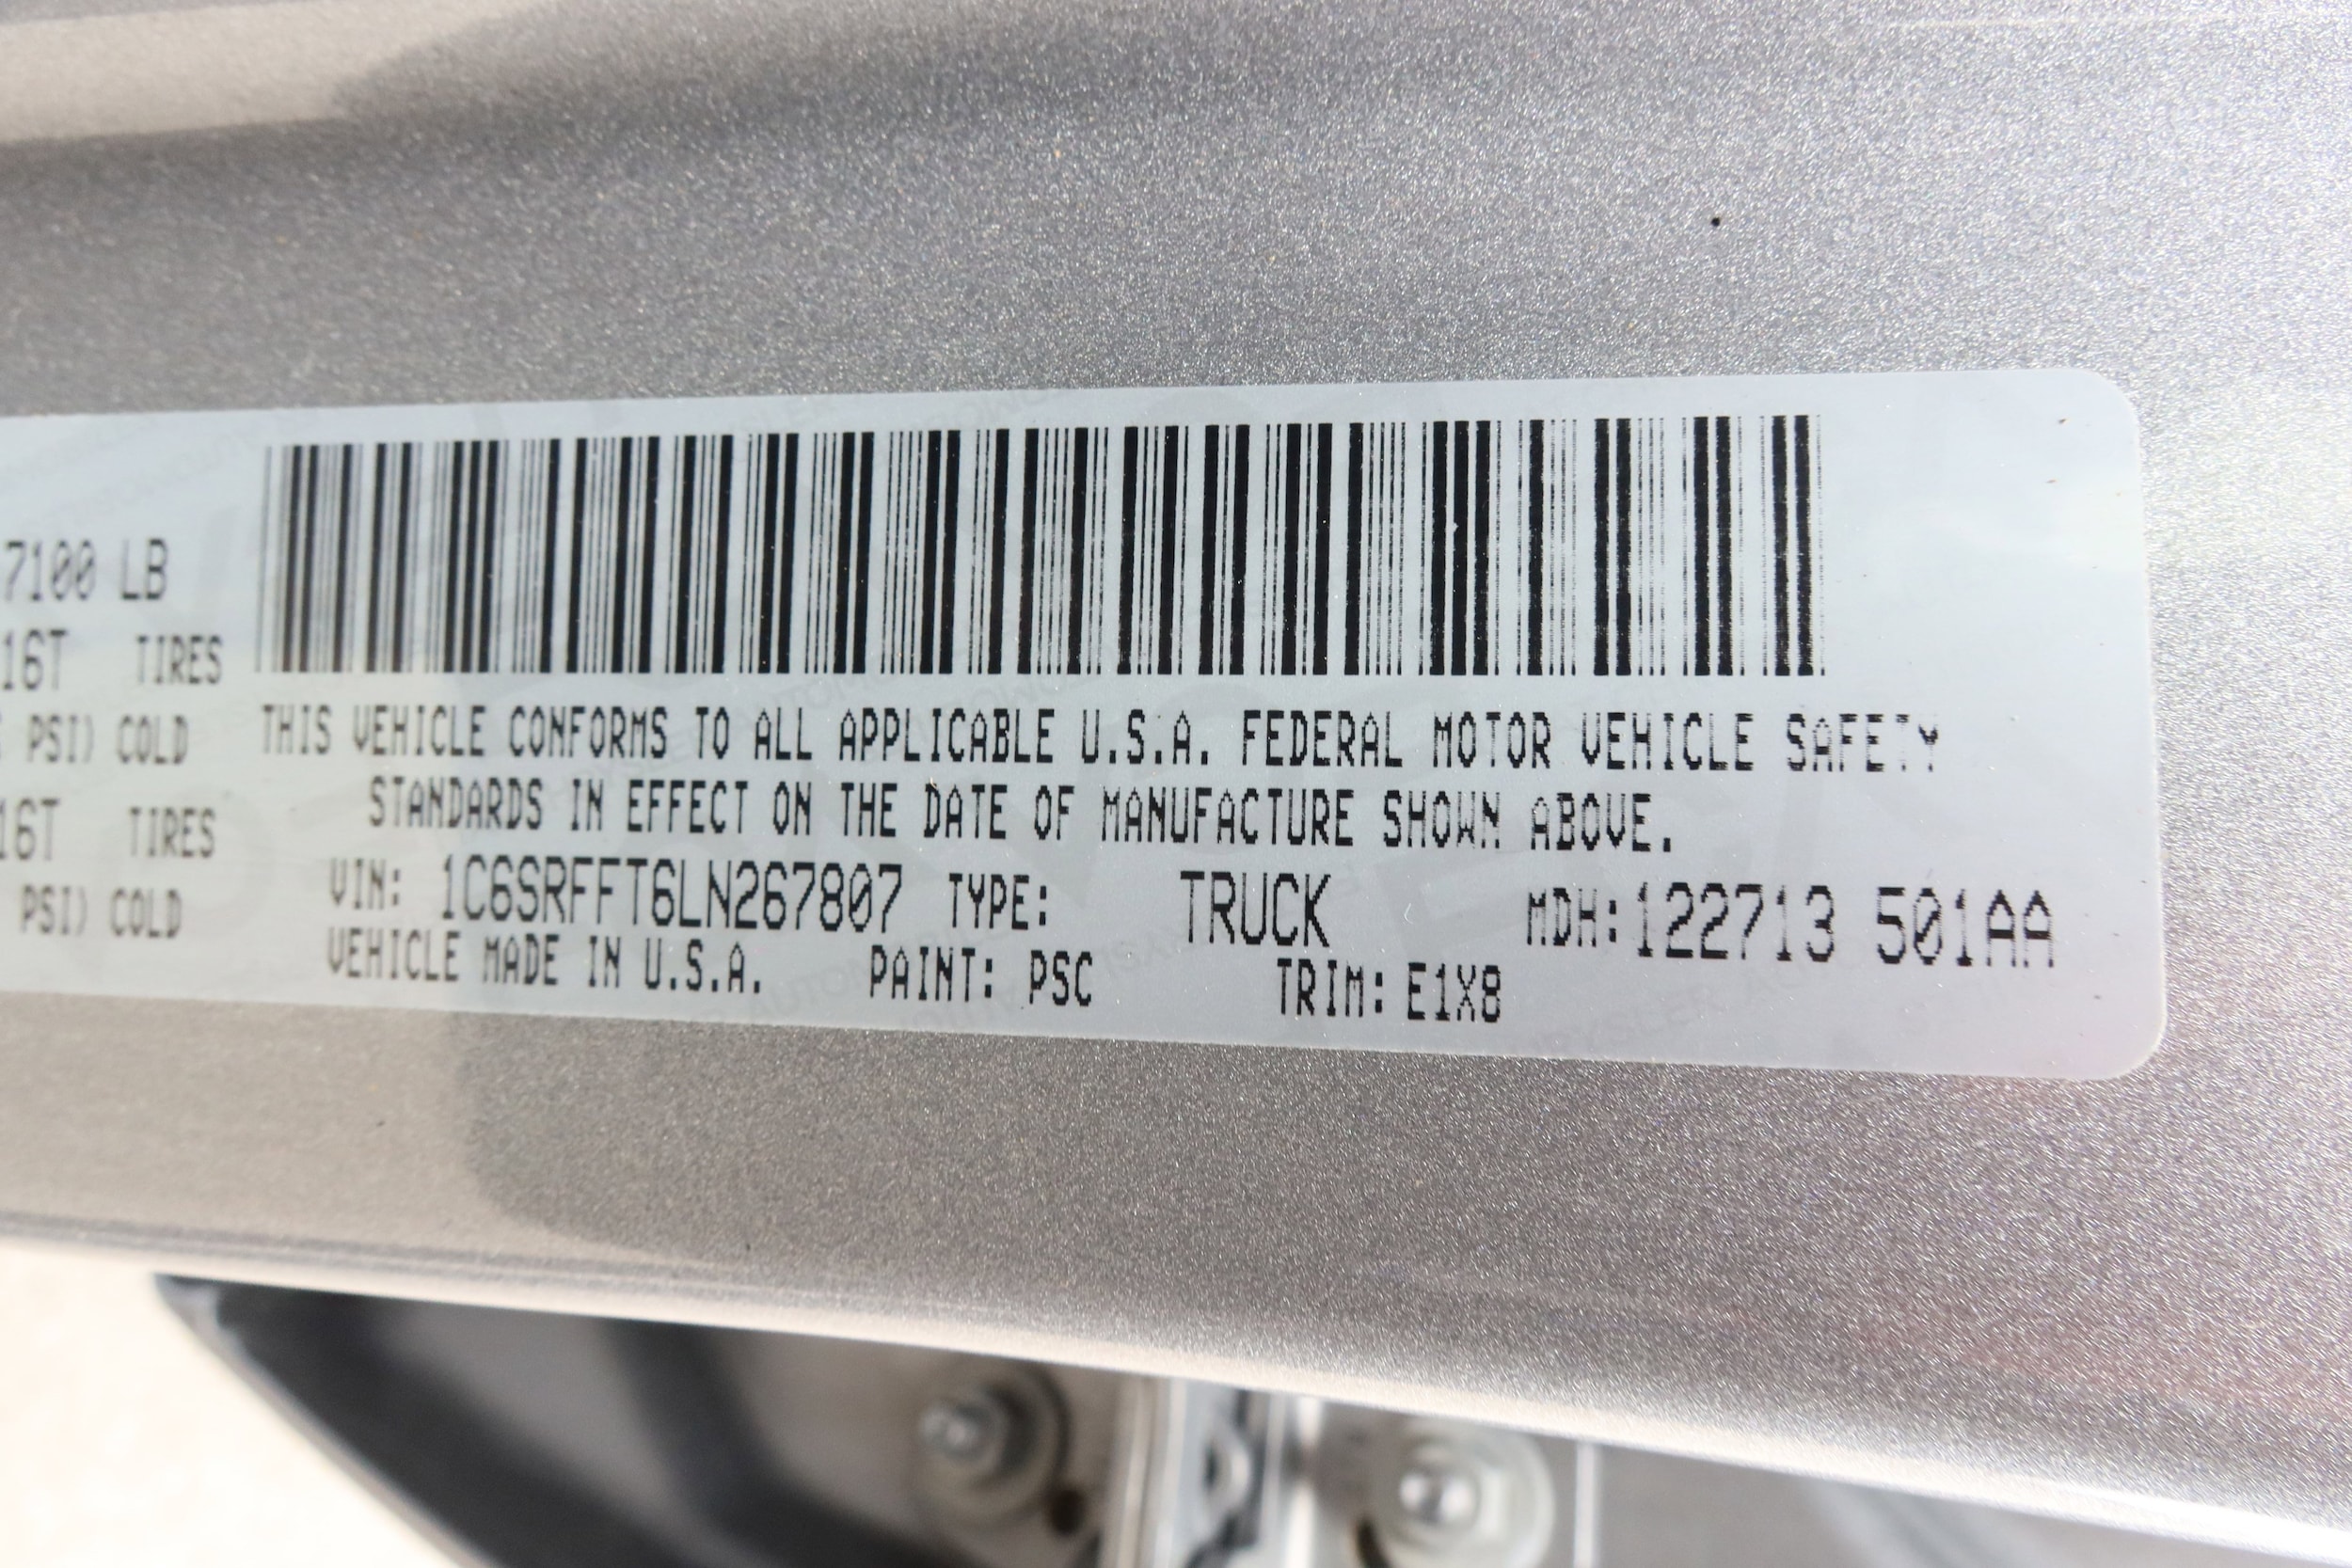 7100 LB
16T TIRES
PSI) COLD
16T TIRES
PSI) COLD
THIS VEHICLE CONFORMS TO ALL APPLICABLE U.S.A. FEDERAL MOTOR VEHICLE SAFETY
STANDARDS IN EFFECT ON THE DATE OF MANUFACTURE SHOWN ABOVE.
VIN: 1C6SRFFT6LN267807 TYPE: TRUCK MDH:122713 501AA
VEHICLE MADE IN U.S.A. PAINT: PSC TRIM: E1X8